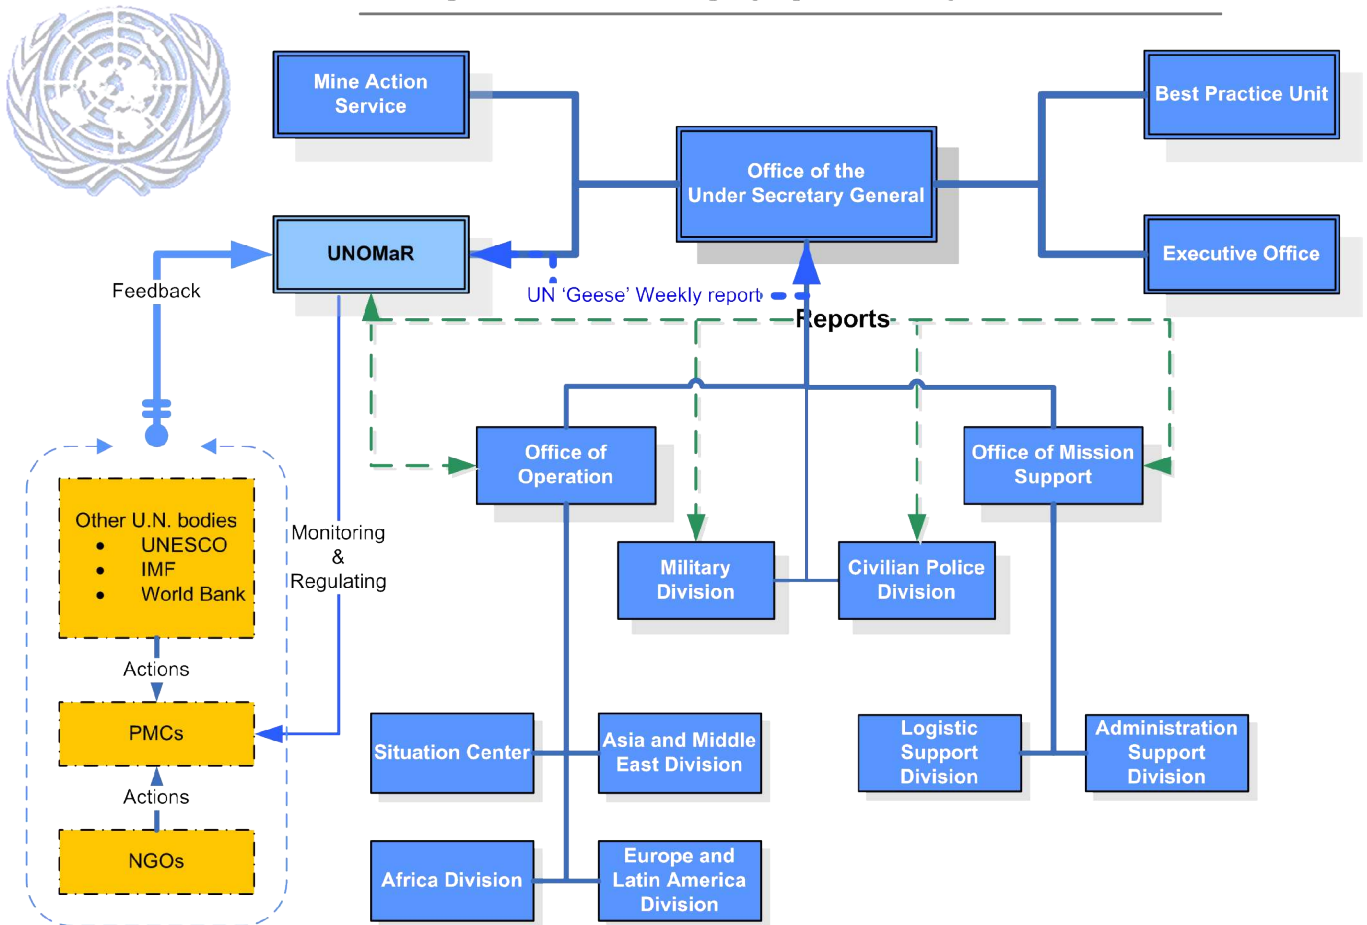 Mine Action
Service
Best Practice Unit
Office of the
Under Secretary General
UNOMaR
Executive Office
Feedback
UN ‘Geese’ Weekly report
Reports
Office of
Operation
Office of Mission
Support
Other U.N. bodies
● UNESCO
● IMF
● World Bank
Monitoring
&
Regulating
Military
Division
Civilian Police
Division
Actions
PMCs
Actions
NGOs
Situation Center
Asia and Middle
East Division
Logistic
Support
Division
Administration
Support
Division
Africa Division
Europe and
Latin America
Division